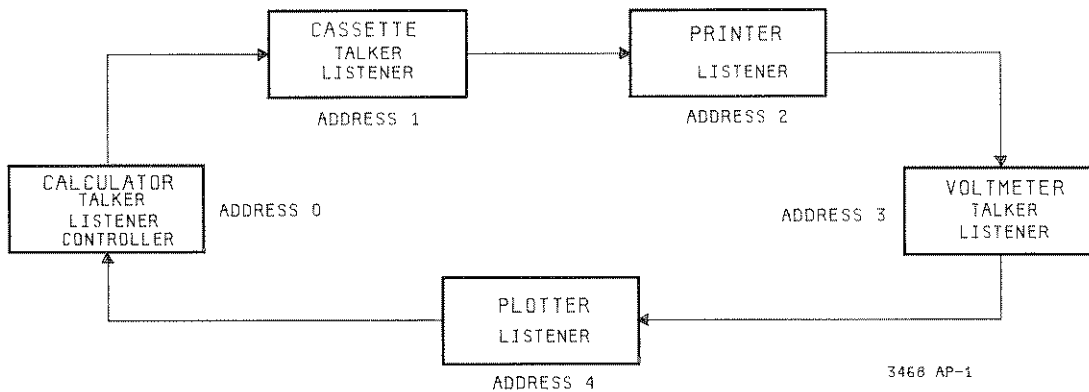 CASSETTE
TALKER
LISTENER
ADDRESS 1
PRINTER
LISTENER
ADDRESS 2
CALCULATOR
TALKER
LISTENER
CONTROLLER
ADDRESS 0
VOLTMETER
TALKER
LISTENER
ADDRESS 3
PLOTTER
LISTENER
ADDRESS 4
3468 AP-1